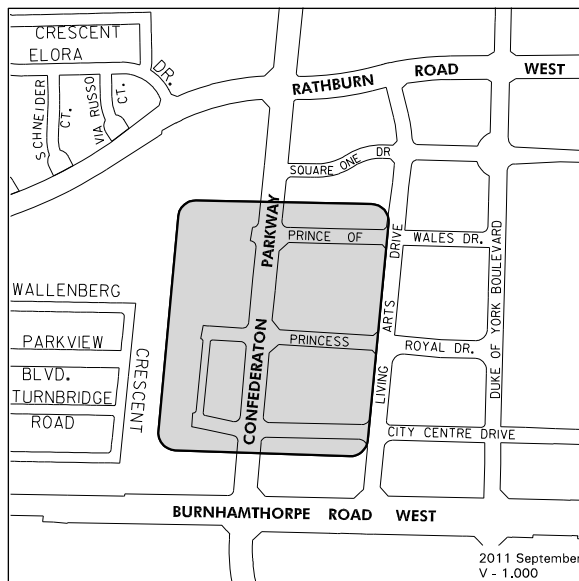 CRESCENT
ELORA
DR.
SCHNEIDER
CT.
VIA RUSSO
CT.
RATHBURN ROAD WEST
SQUARE ONE DR
PARKWAY
PRINCE OF
DRIVE
WALES DR.
DUKE OF YORK BOULEVARD
WALLENBERG
PARKVIEW
CRESCENT
CONFEDERATON
PRINCESS
ARTS
ROYAL DR.
BLVD.
TURNBRIDGE
ROAD
LIVING
CITY CENTRE DRIVE
BURNHAMTHORPE ROAD WEST
2011 September
V - 1.000